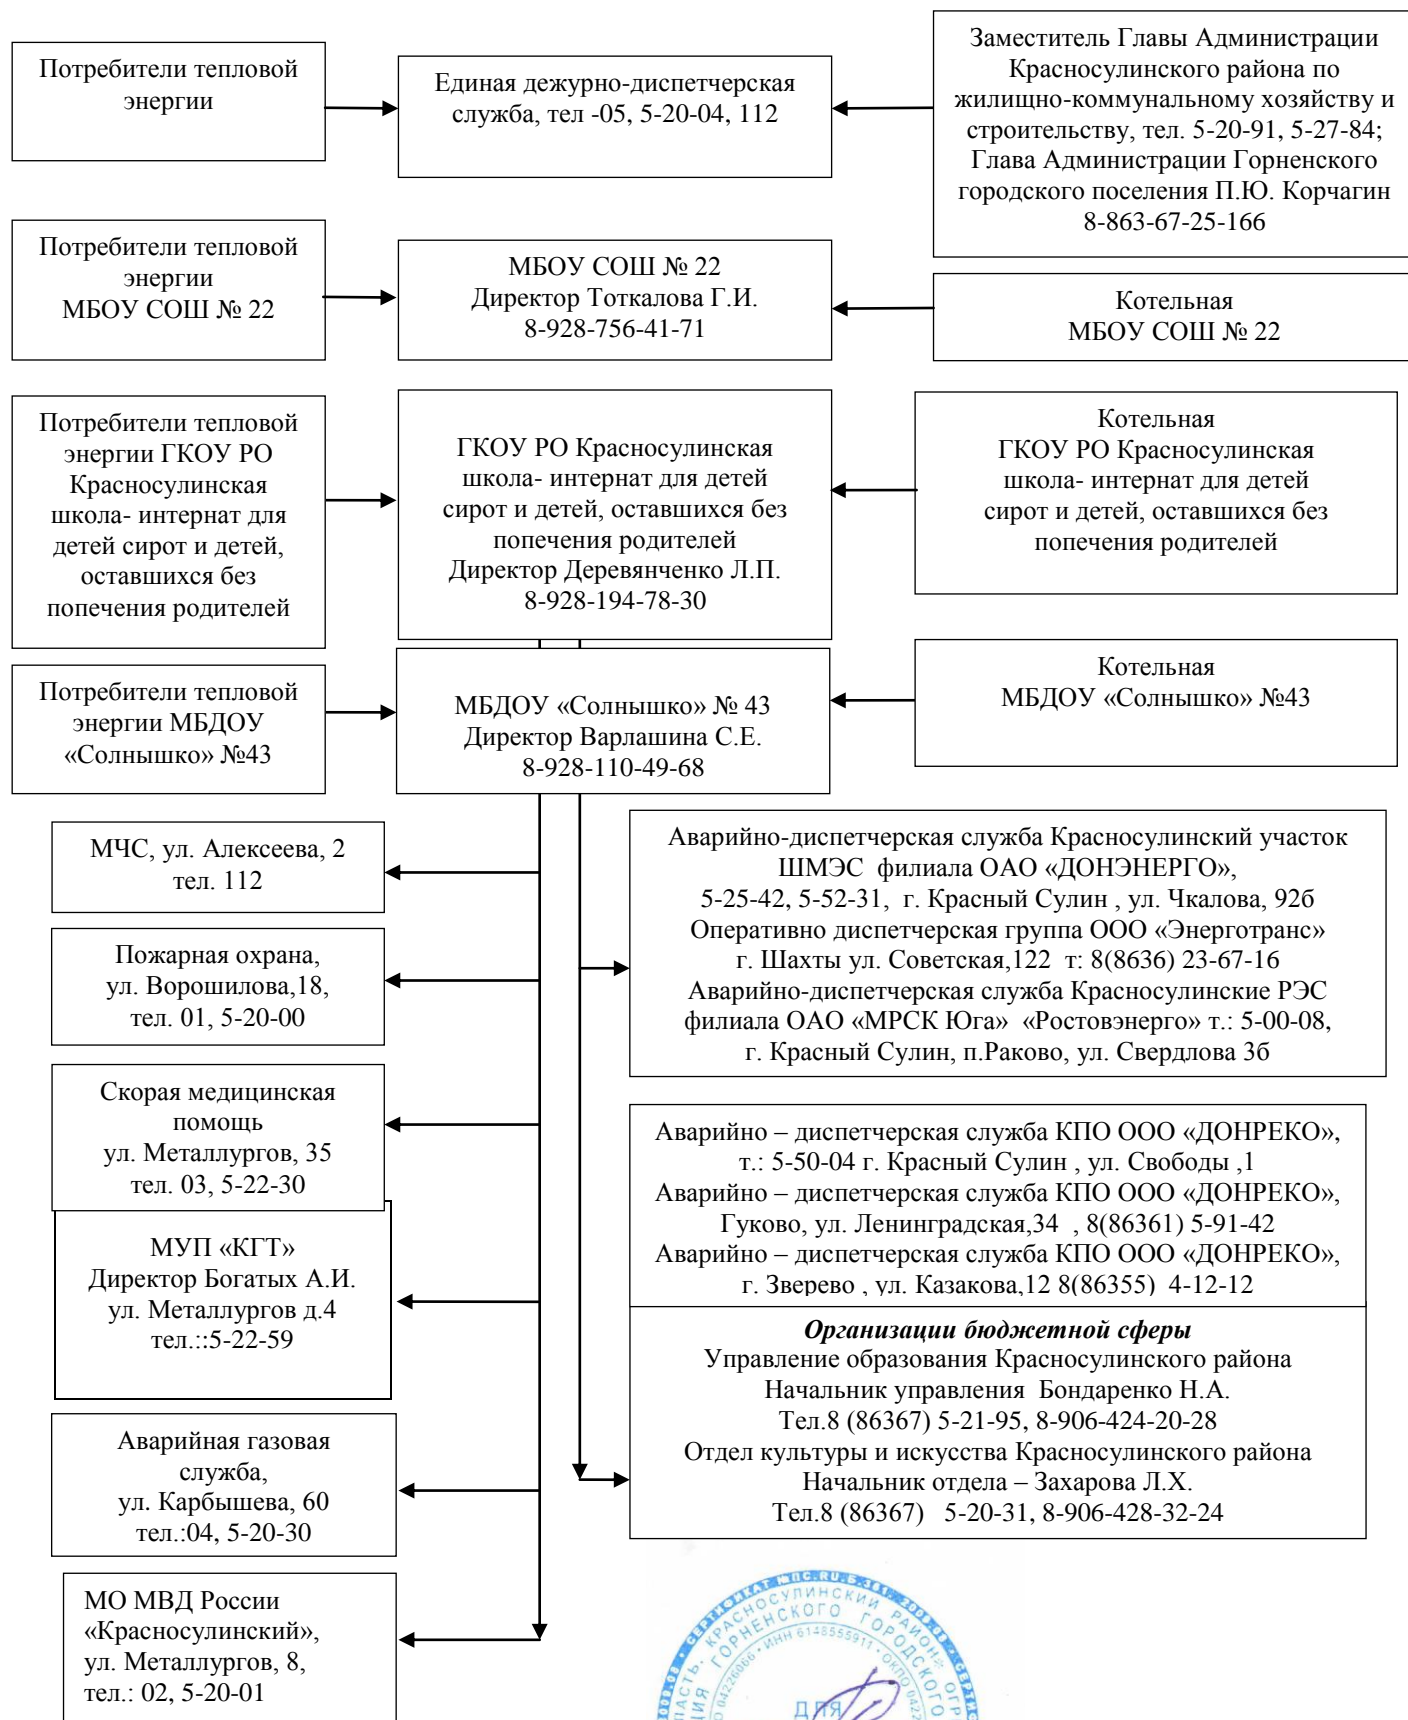 Потребители тепловой
энергии
Единая дежурно-диспетчерская
служба, тел -05, 5-20-04, 112
Заместитель Главы Администрации
Красносулинского района по
жилищно-коммунальному хозяйству и
строительству, тел. 5-20-91, 5-27-84;
Глава Администрации Горненского
городского поселения П.Ю. Корчагин
8-863-67-25-166
Потребители тепловой
энергии
МБОУ СОШ № 22
МБОУ СОШ № 22
Директор Тоткалова Г.И.
8-928-756-41-71
Котельная
МБОУ СОШ № 22
Потребители тепловой
энергии ГКОУ РО
Красносулинская
школа- интернат для
детей сирот и детей,
оставшихся без
попечения родителей
ГКОУ РО Красносулинская
школа- интернат для детей
сирот и детей, оставшихся без
попечения родителей
Директор Деревянченко Л.П.
8-928-194-78-30
Котельная
ГКОУ РО Красносулинская
школа- интернат для детей
сирот и детей, оставшихся без
попечения родителей
Потребители тепловой
энергии МБДОУ
«Солнышко» №43
МБДОУ «Солнышко» № 43
Директор Варлашина С.Е.
8-928-110-49-68
Котельная
МБДОУ «Солнышко» №43
МЧС, ул. Алексеева, 2
тел. 112
Пожарная охрана,
ул. Ворошилова,18,
тел. 01, 5-20-00
Скорая медицинская
помощь
ул. Металлургов, 35
тел. 03, 5-22-30
МУП «КГТ»
Директор Богатых А.И.
ул. Металлургов д.4
тел.::5-22-59
Аварийная газовая
служба,
ул. Карбышева, 60
тел.:04, 5-20-30
МО МВД России
«Красносулинский»,
ул. Металлургов, 8,
тел.: 02, 5-20-01
Аварийно-диспетчерская служба Красносулинский участок
ШМЭС филиала ОАО «ДОНЭНЕРГО»,
5-25-42, 5-52-31, г. Красный Сулин , ул. Чкалова, 92б
Оперативно диспетчерская группа ООО «Энерготранс»
г. Шахты ул. Советская,122 т: 8(8636) 23-67-16
Аварийно-диспетчерская служба Красносулинские РЭС
филиала ОАО «МРСК Юга» «Ростовэнерго» т.: 5-00-08,
г. Красный Сулин, п.Раково, ул. Свердлова 3б
Аварийно – диспетчерская служба КПО ООО «ДОНРЕКО»,
т.: 5-50-04 г. Красный Сулин , ул. Свободы ,1
Аварийно – диспетчерская служба КПО ООО «ДОНРЕКО»,
Гуково, ул. Ленинградская,34 , 8(86361) 5-91-42
Аварийно – диспетчерская служба КПО ООО «ДОНРЕКО»,
г. Зверево , ул. Казакова,12 8(86355) 4-12-12
Организации бюджетной сферы
Управление образования Красносулинского района
Начальник управления Бондаренко Н.А.
Тел.8 (86367) 5-21-95, 8-906-424-20-28
Отдел культуры и искусства Красносулинского района
Начальник отдела – Захарова Л.Х.
Тел.8 (86367) 5-20-31, 8-906-428-32-24
КРАСНОСУЛИНСКИЙ РАЙОН
ГОРНЕНСКОГО ГОРОДСКОГО
ИНН 6148555911
ДЛЯ